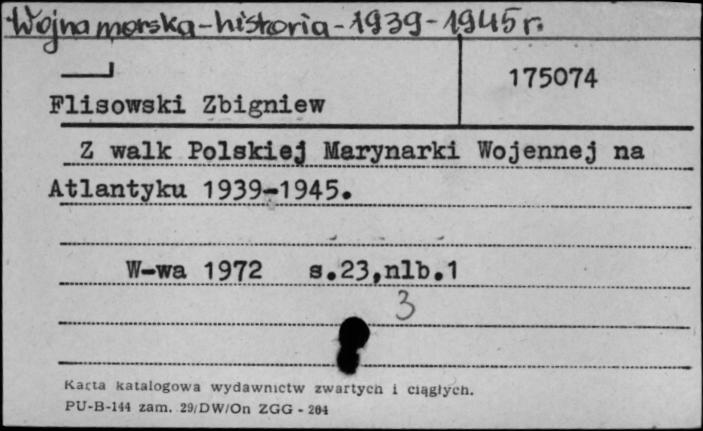 Wojna morska - historia - 1939 - 1945 r.
175074
Flisowski Zbigniew
Z walk Polskiej Marynarki Wojennej na
Atlantyku 1939-1945.
W-wa 1972 s.23,nlb.1
3
Karta katalogowa wydawnictw zwartych i ciągłych.
PU-B-144 zam. 29/DW/On ZGG - 204